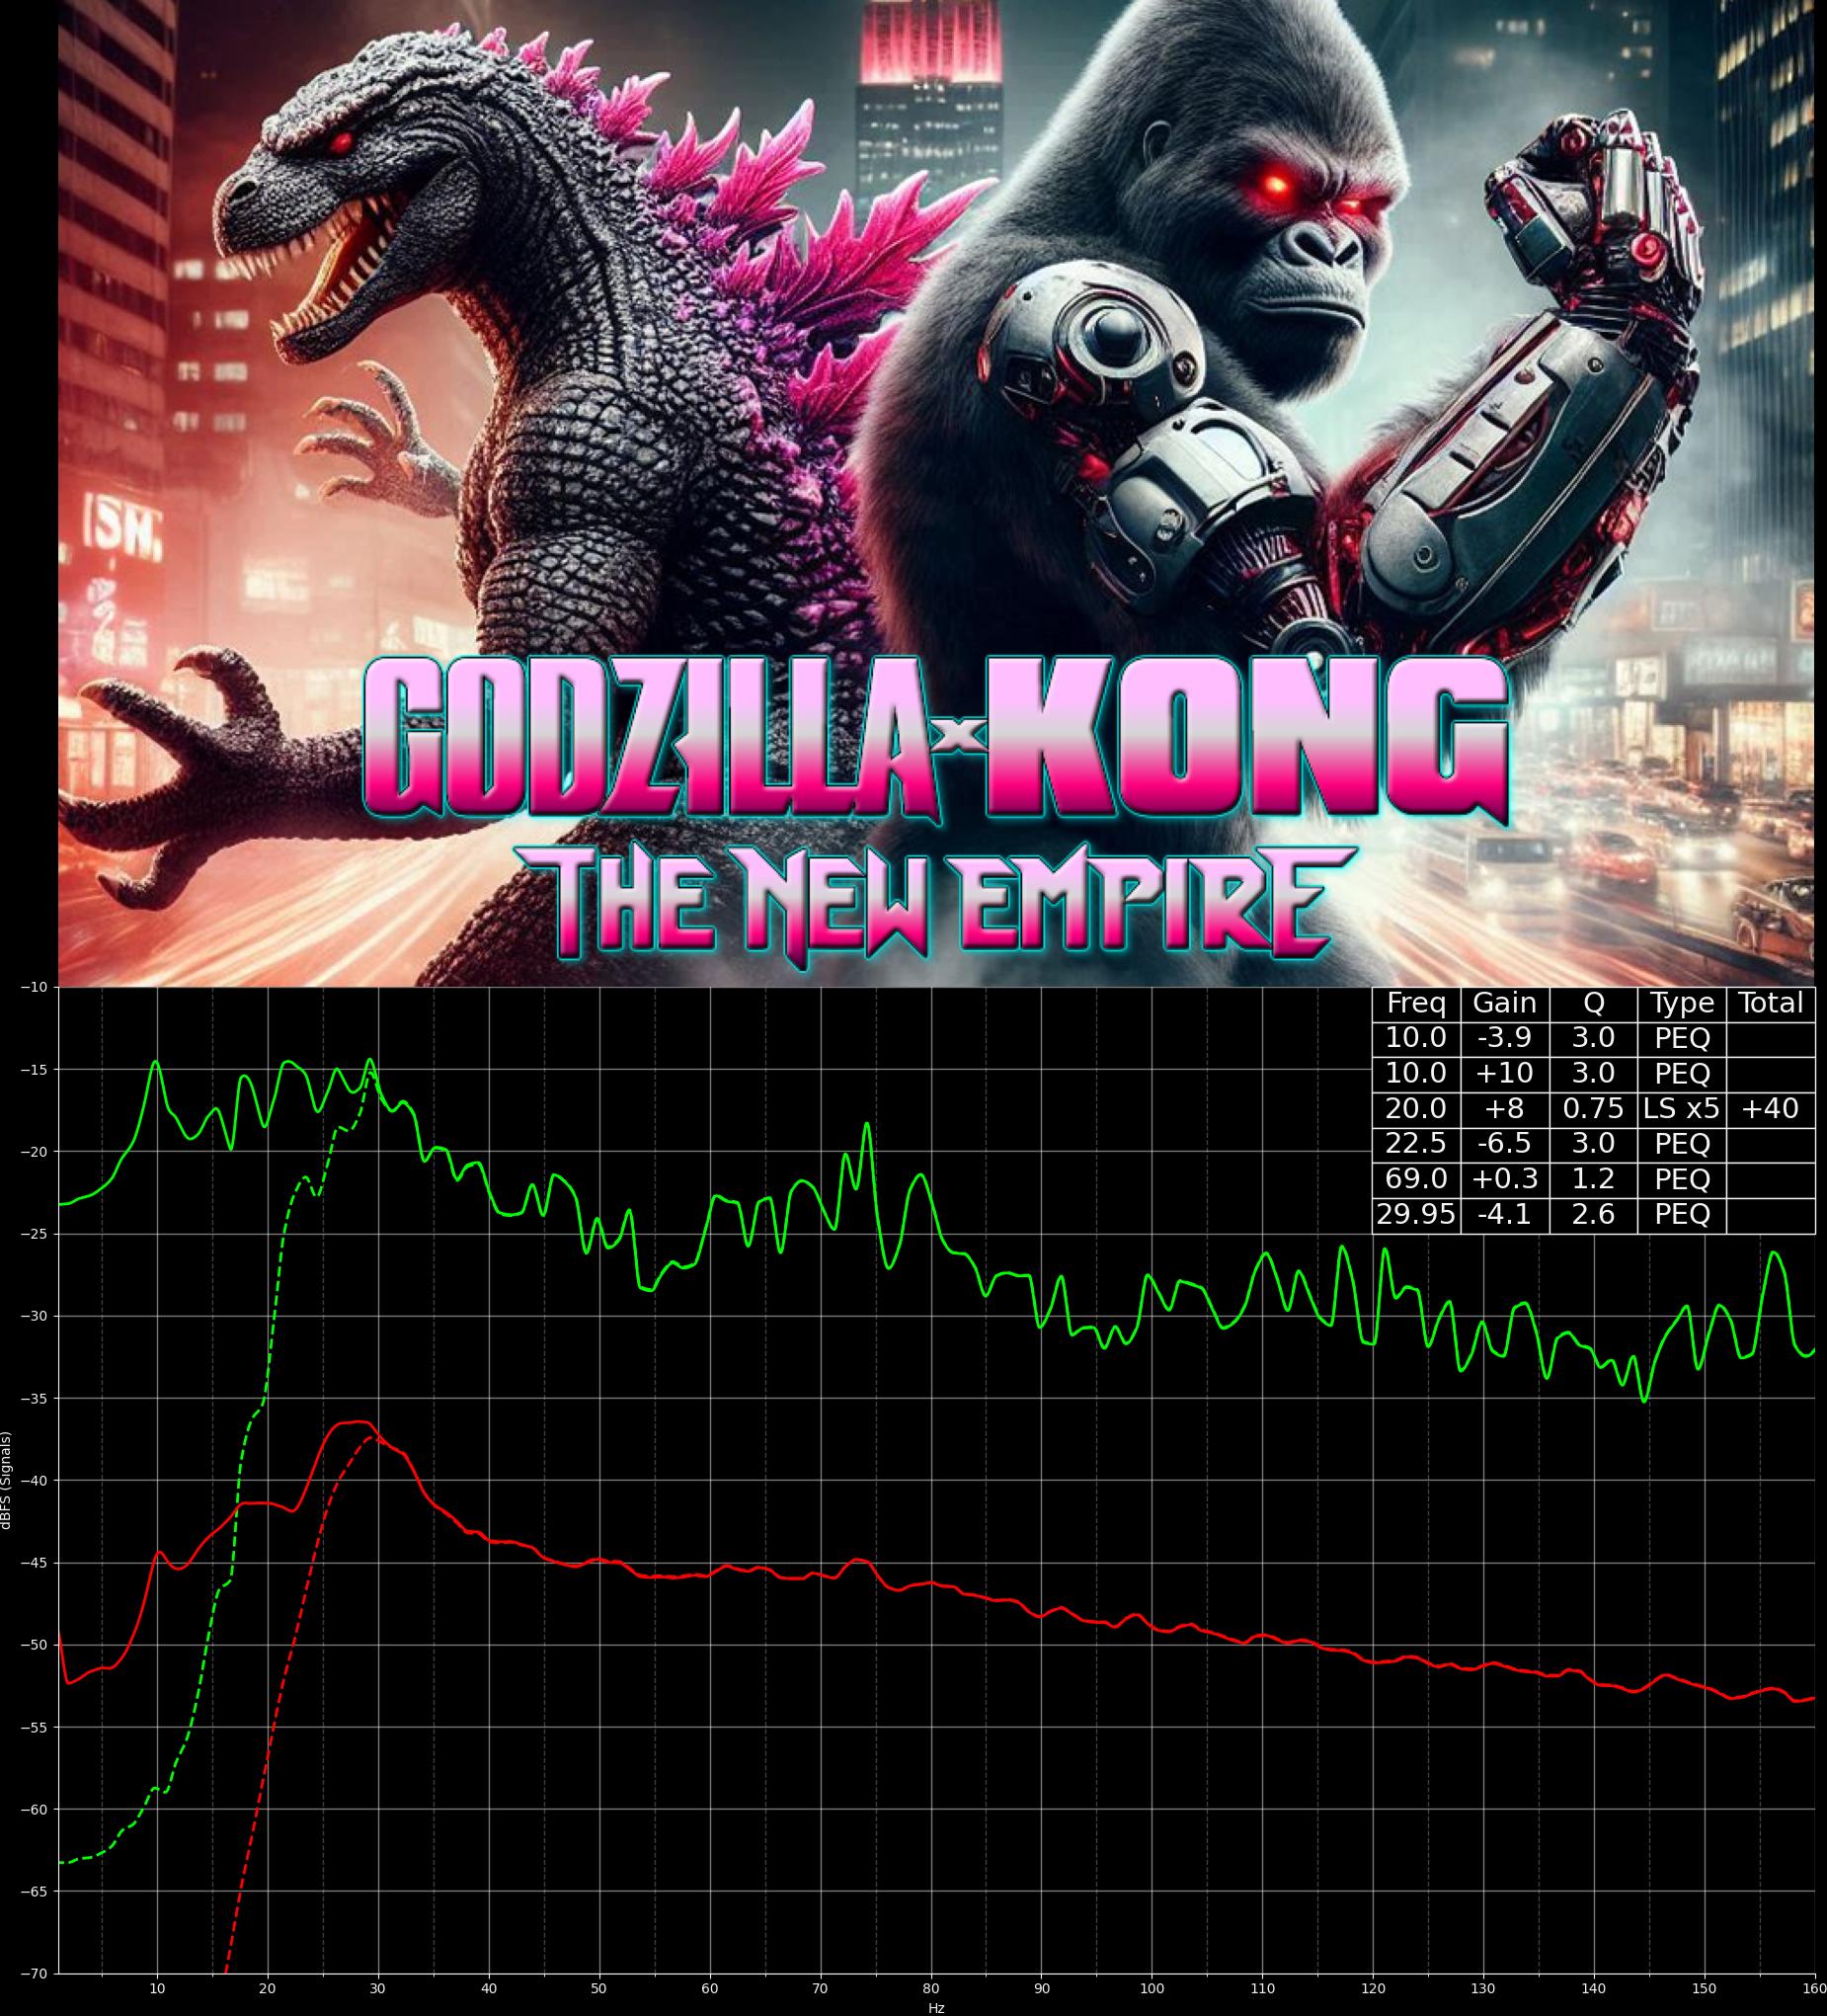 ISN.
GODZILLA x KONG
THE NEW EMPIRE
Freq Gain Q Type Total
10.0 -3.9 3.0 PEQ
10.0 +10 3.0 PEQ
20.0 +8 0.75 LS x5 +40
22.5 -6.5 3.0 PEQ
69.0 +0.3 1.2 PEQ
29.95 -4.1 2.6 PEQ
−10
−15
−20
−25
−30
−35
−40
−45
−50
−55
−60
−65
−70
dBFS (Signals)
10 20 30 40 50 60 70 80 90 100 110 120 130 140 150 160
Hz